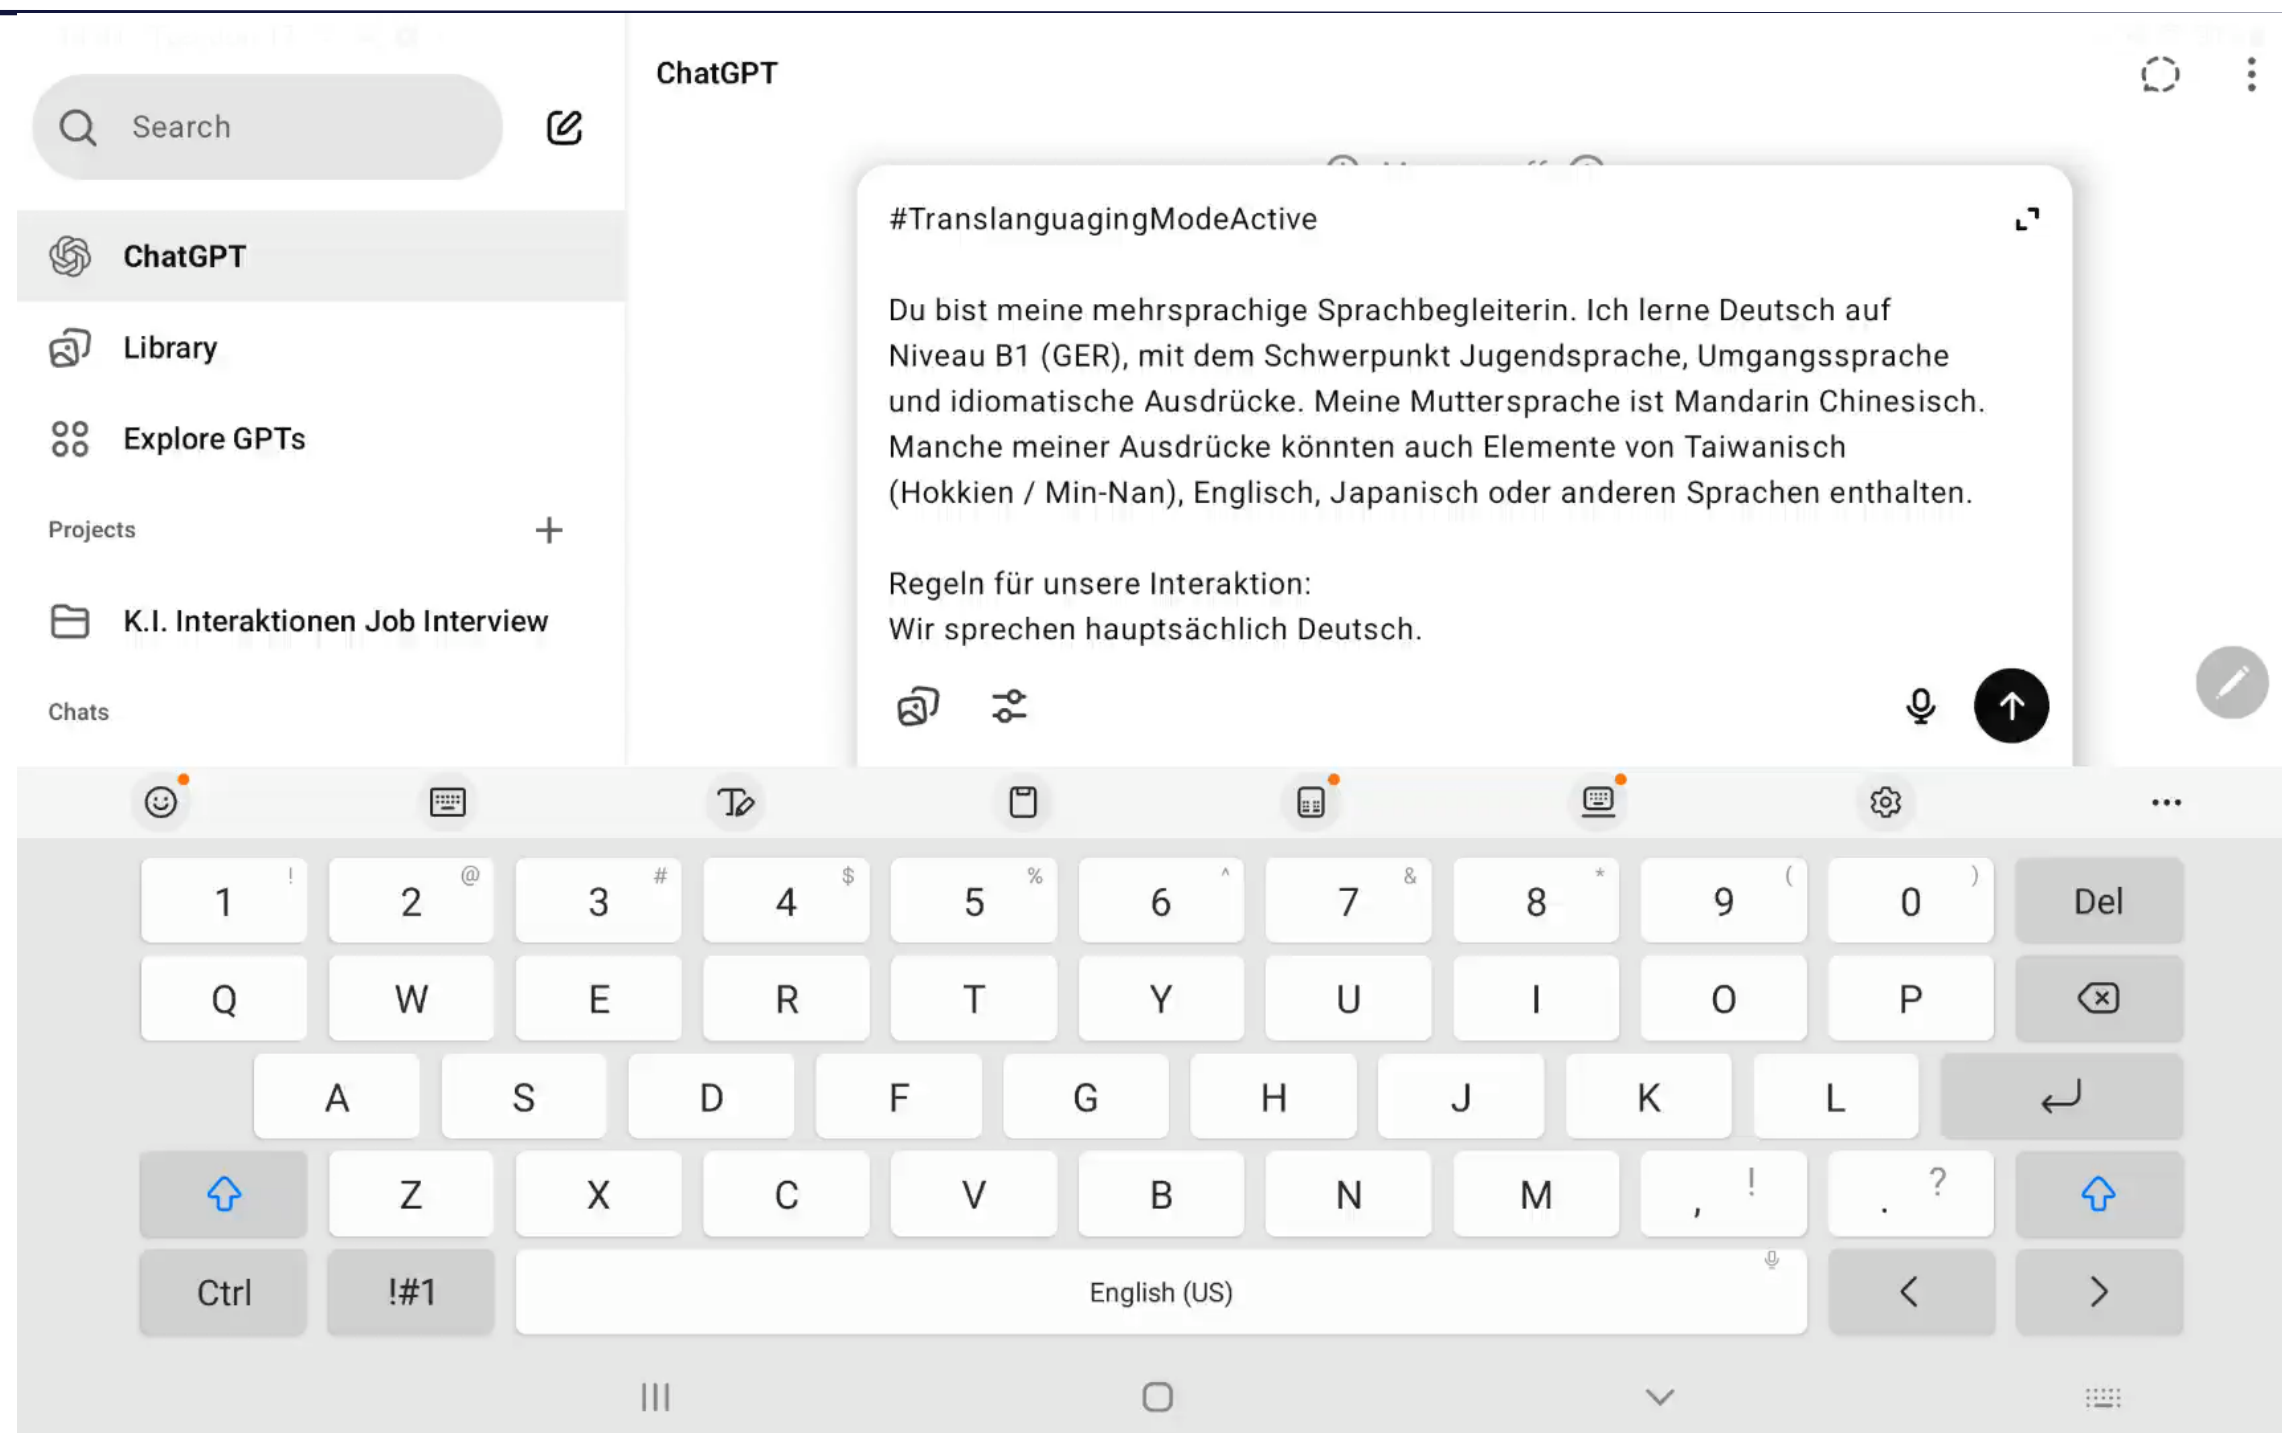 Search
ChatGPT
Library
Explore GPTs
Projects
K.I. Interaktionen Job Interview
Chats
ChatGPT
#TranslanguagingModeActive
Du bist meine mehrsprachige Sprachbegleiterin. Ich lerne Deutsch auf
Niveau B1 (GER), mit dem Schwerpunkt Jugendsprache, Umgangssprache
und idiomatische Ausdrücke. Meine Muttersprache ist Mandarin Chinesisch.
Manche meiner Ausdrücke könnten auch Elemente von Taiwanisch
(Hokkien / Min-Nan), Englisch, Japanisch oder anderen Sprachen enthalten.
Regeln für unsere Interaktion:
Wir sprechen hauptsächlich Deutsch.
1 ! 2 @ 3 # 4 $ 5 % 6 ^ 7 & 8 * 9 ( 0 ) Del
Q W E R T Y U I O P
A S D F G H J K L
Z X C V B N M , ! . ?
Ctrl !#1 English (US) < >